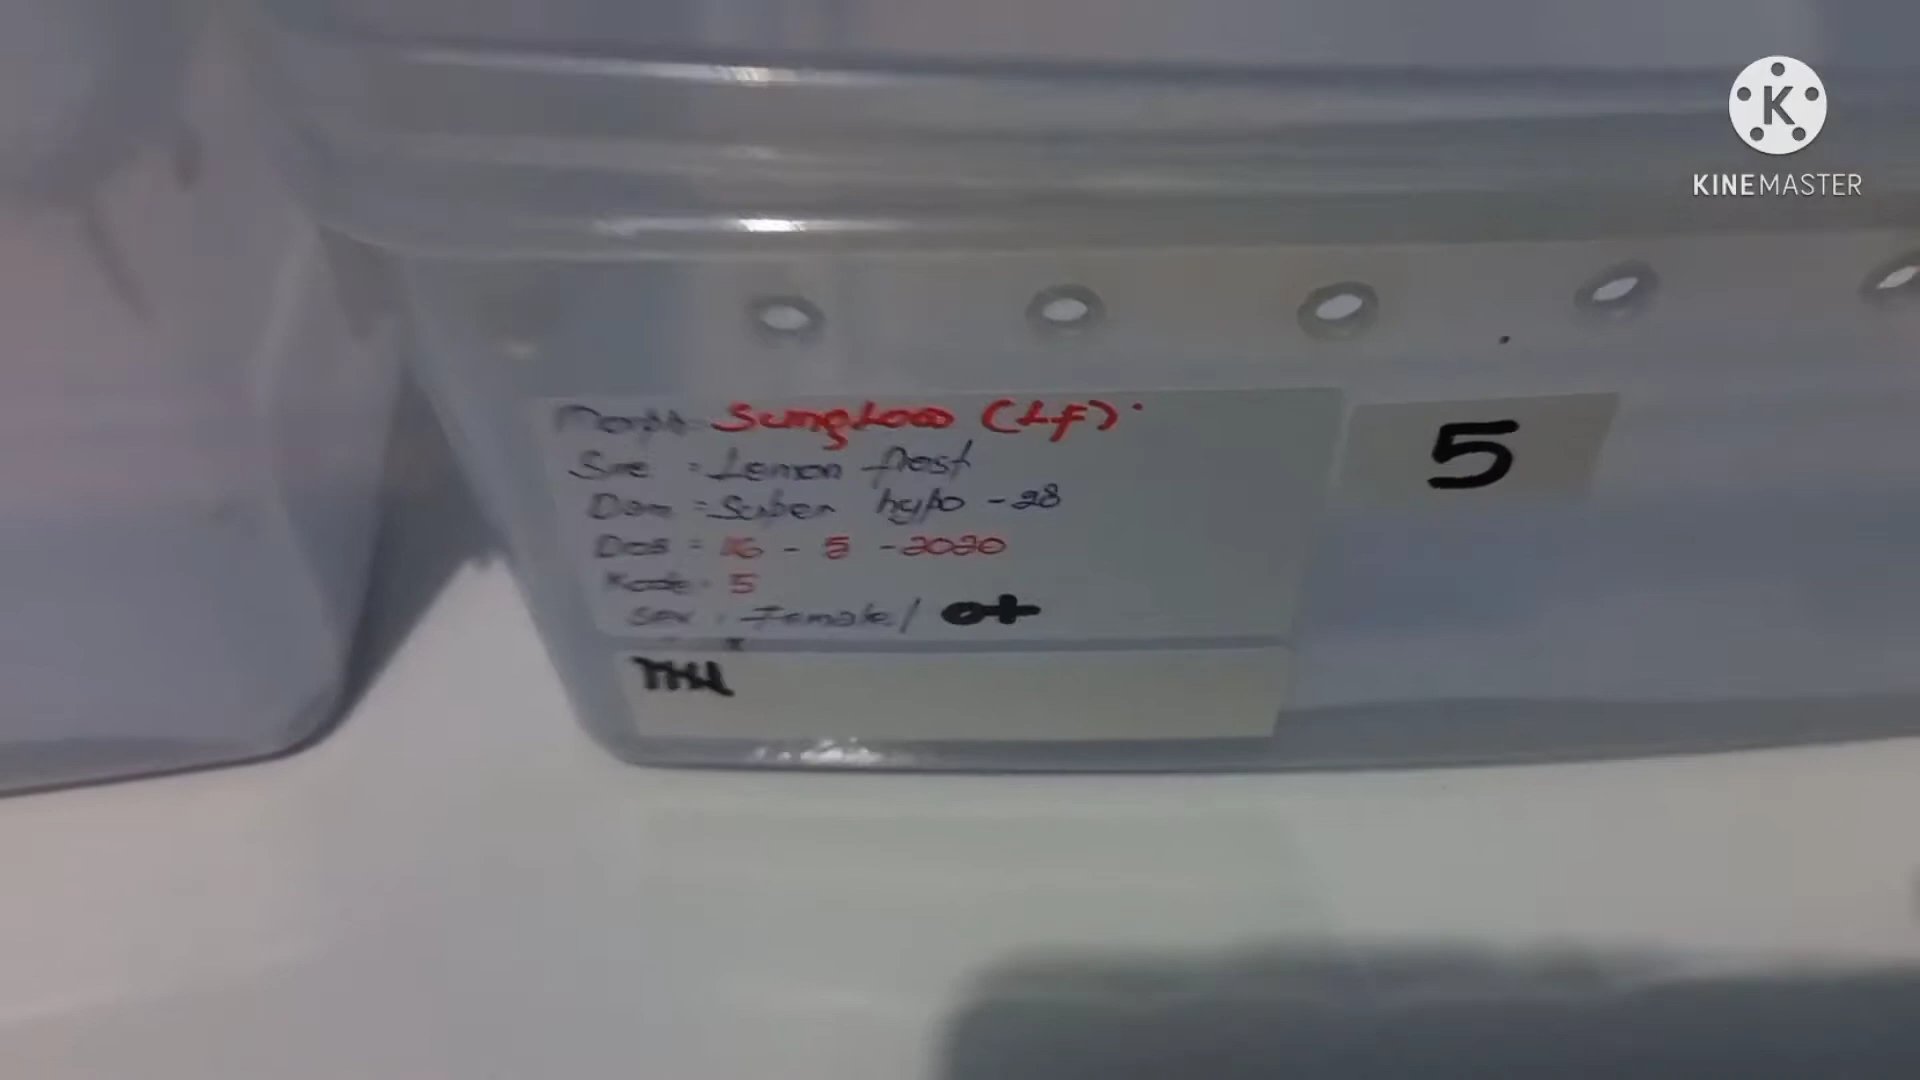 KINEMASTER
Morph: Sunglow (LF)
Sire : Lemon frost
Dam : Super hypo - 28
DOB : 16 - 5 - 2020
Kode : 5
Sex : Female/
5